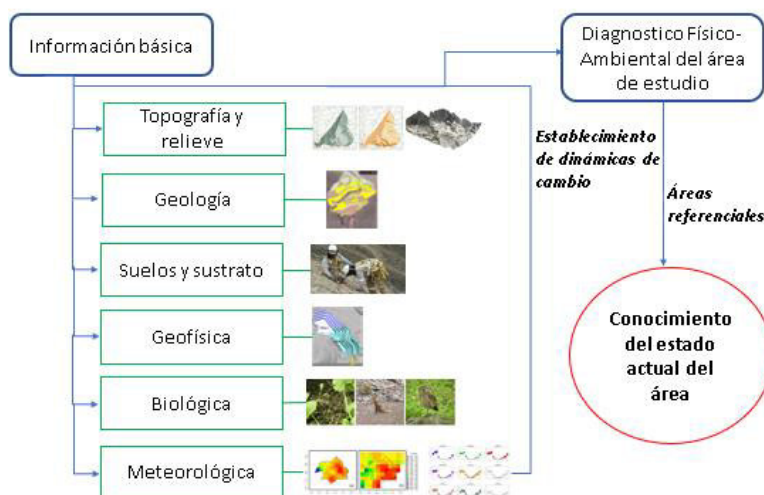 Información básica
Diagnostico Físico-
Ambiental del área
de estudio
Topografía y
relieve
Establecimiento
de dinámicas de
cambio
Geología
Áreas
referenciales
Suelos y sustrato
Geofísica
Conocimiento
del estado
actual del
área
Biológica
Meteorológica